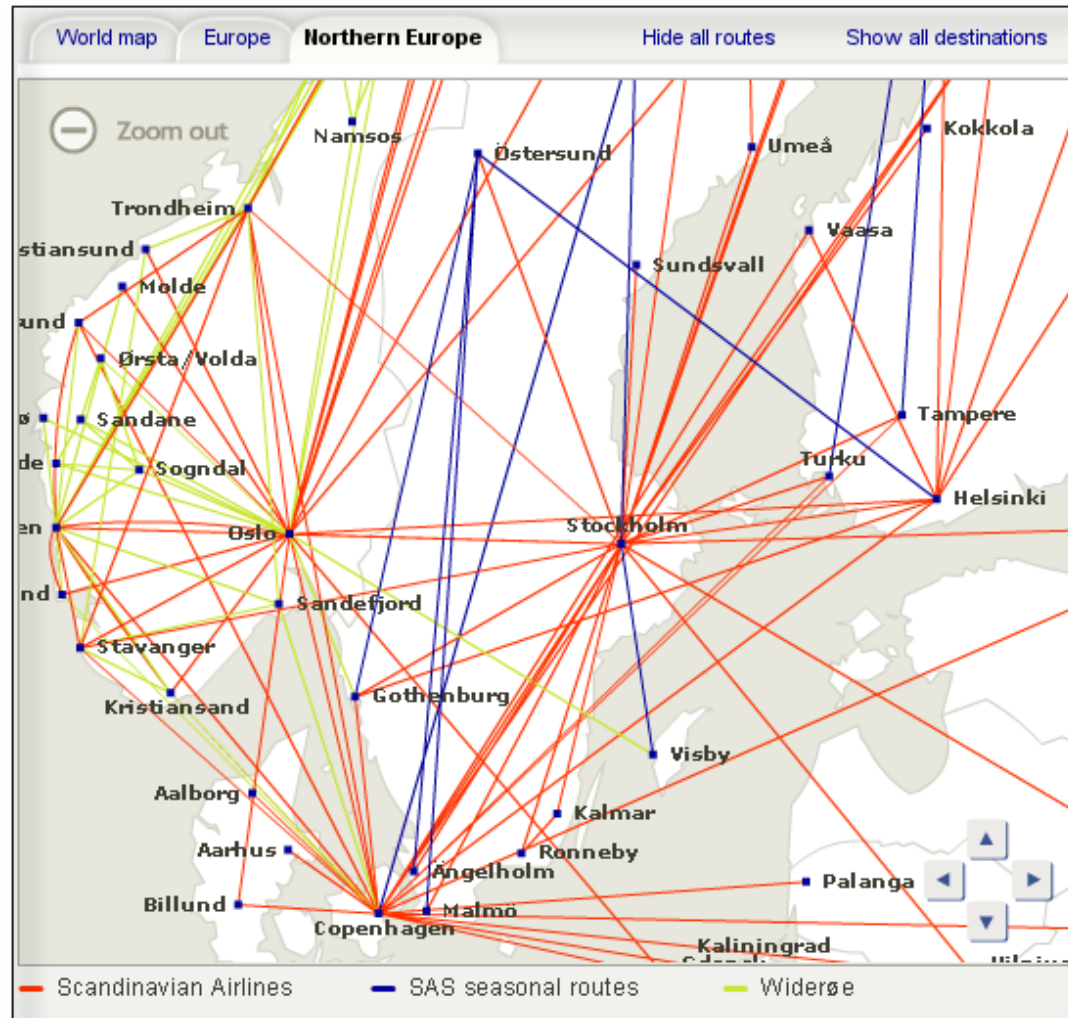 World map Europe Northern Europe Hide all routes Show all destinations
Zoom out
Namsos
Östersund
Umeå
Kokkola
Trondheim
stiansund
Vaasa
Molde
Sundsvall
und
Ørsta/Volda
ø
Sandane
Tampere
de
Sogndal
Turku
Helsinki
en
Oslo
Stockholm
nd
Sandefjord
Stavanger
Gothenburg
Kristiansand
Visby
Aalborg
Kalmar
Aarhus
Ronneby
Ängelholm
Palanga
Billund
Malmö
Copenhagen
Kaliningrad
Scandinavian Airlines SAS seasonal routes Widerøe